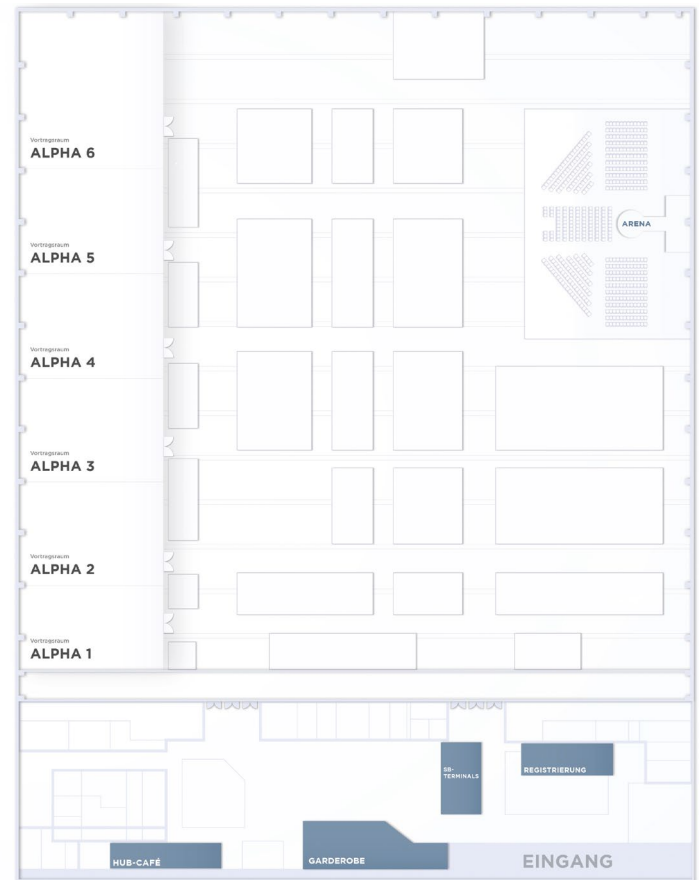 Vortragsraum
ALPHA 6
ARENA
Vortragsraum
ALPHA 5
Vortragsraum
ALPHA 4
Vortragsraum
ALPHA 3
Vortragsraum
ALPHA 2
Vortragsraum
ALPHA 1
SB-
TERMINALS
REGISTRIERUNG
HUB-CAFÉ
GARDEROBE
EINGANG